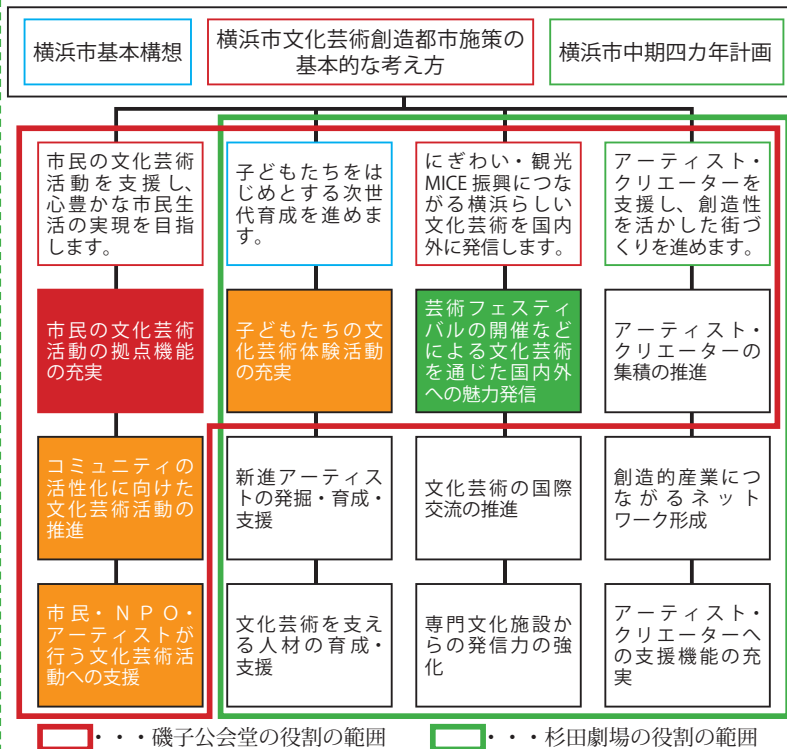 横浜市基本構想
横浜市文化芸術創造都市施策の
基本的な考え方
横浜市中期四カ年計画
市民の文化芸術
活動を支援し、
心豊かな市民生
活の実現を目指
します。
子どもたちをは
じめとする次世
代育成を進めま
す。
にぎわい・観光
MICE 振興につな
がる横浜らしい
文化芸術を国内
外に発信します。
アーティスト・
クリエーターを
支援し、創造性
を活かした街づ
くりを進めます。
市民の文化芸術
活動の拠点機能
の充実
子どもたちの文
化芸術体験活動
の充実
芸術フェスティ
バルの開催など
による文化芸術
を通じた国内外
への魅力発信
アーティスト・
クリエーターの
集積の推進
コミュニティの
活性化に向けた
文化芸術活動の
推進
新進アーティス
トの発掘・育成・
支援
文化芸術の国際
交流の推進
創造的産業につ
ながるネット
ワーク形成
市民・ＮＰＯ・
アーティストが
行う文化芸術活
動への支援
文化芸術を支え
る人材の育成・
支援
専門文化施設か
らの発信力の強
化
アーティスト・
クリエーターへ
の支援機能の充
実
・・・磯子公会堂の役割の範囲
・・・杉田劇場の役割の範囲